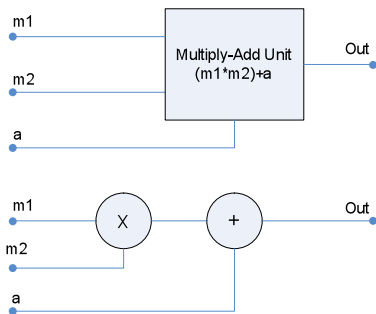 m1
Multiply-Add Unit
(m1*m2)+a
Out
m2
a
m1
X
+
Out
m2
a